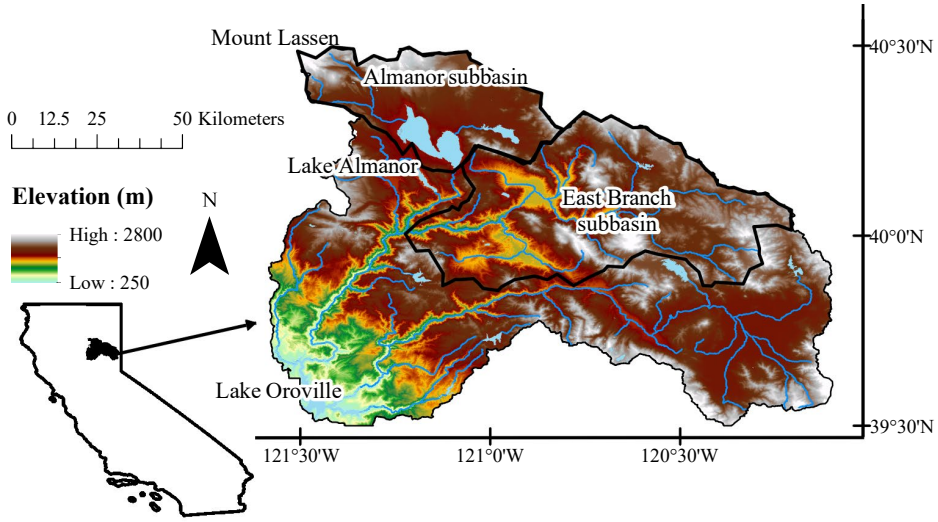 Mount Lassen
40°30'N
Almanor subbasin
0 12.5 25 50 Kilometers
Lake Almanor
Elevation (m)
N
East Branch
subbasin
High : 2800
40°0'N
Low : 250
Lake Oroville
39°30'N
121°30'W 121°0'W 120°30'W